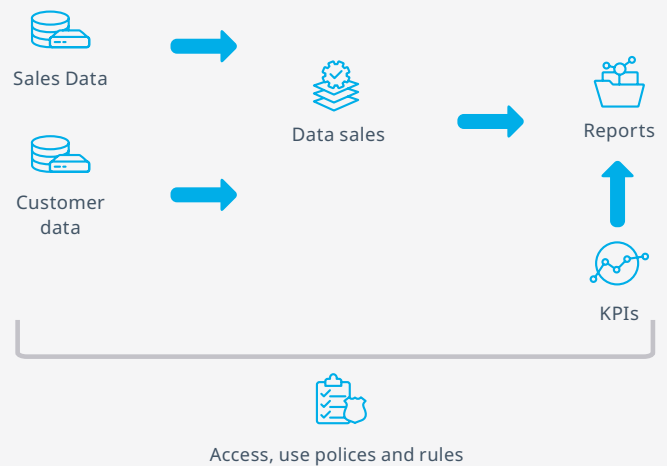 Sales Data
Data sales
Reports
Customer
data
KPIs
Access, use polices and rules